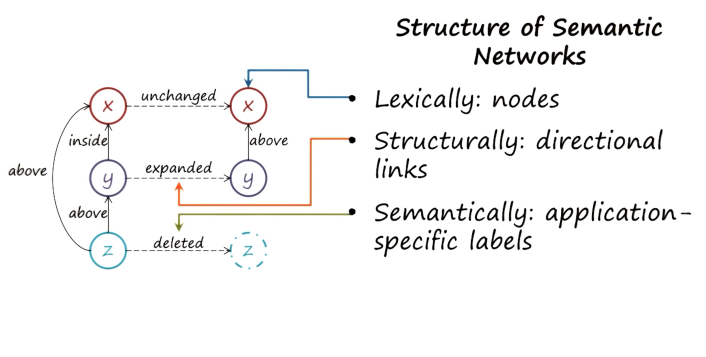 Structure of Semantic
Networks
x
unchanged
x
inside
above
above
y
expanded
y
above
z
deleted
z
• Lexically: nodes
• Structurally: directional
links
• Semantically: application-
specific labels